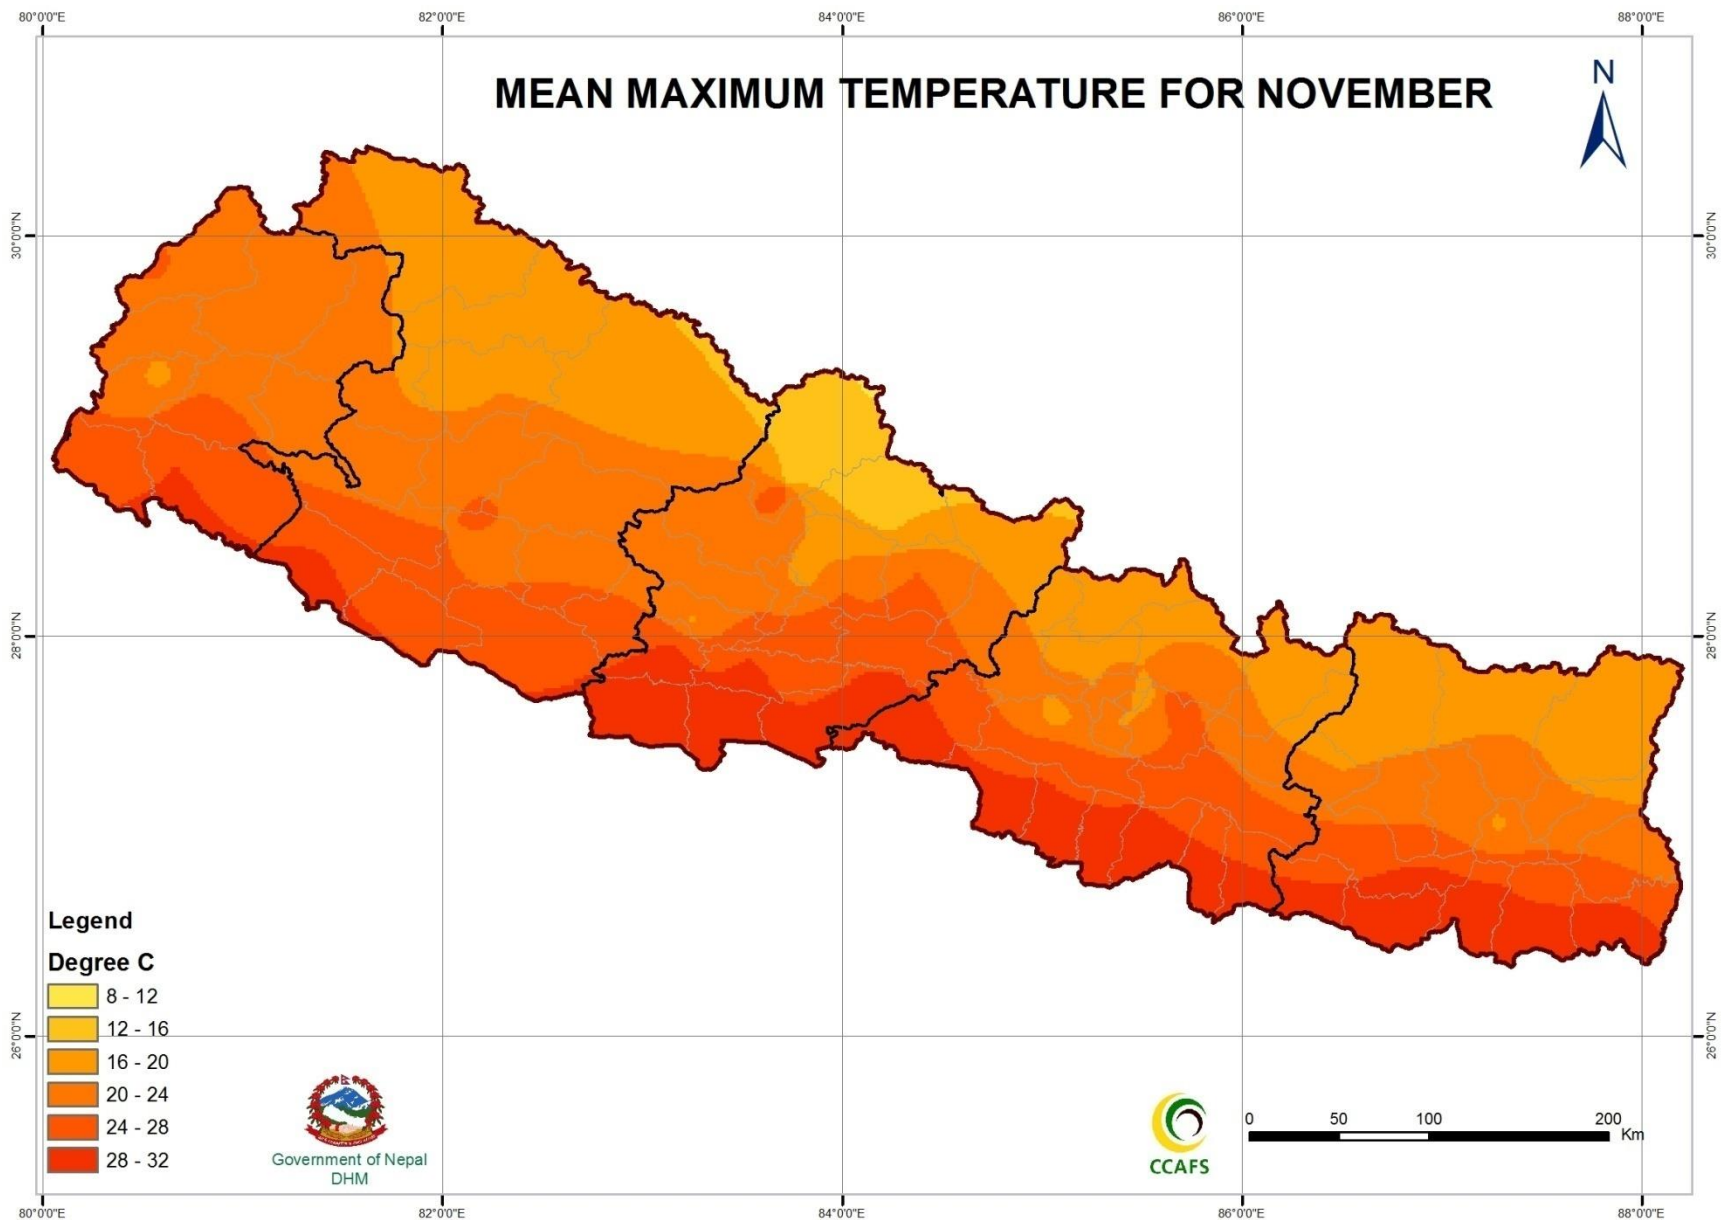 80°0'0"E 82°0'0"E 84°0'0"E 86°0'0"E 88°0'0"E
MEAN MAXIMUM TEMPERATURE FOR NOVEMBER
N
30°0'0"N 30°0'0"N
28°0'0"N 28°0'0"N
26°0'0"N 26°0'0"N
Legend
Degree C
8 - 12
12 - 16
16 - 20
20 - 24
24 - 28
28 - 32
Government of Nepal
DHM
CCAFS
0 50 100 200
Km
80°0'0"E 82°0'0"E 84°0'0"E 86°0'0"E 88°0'0"E